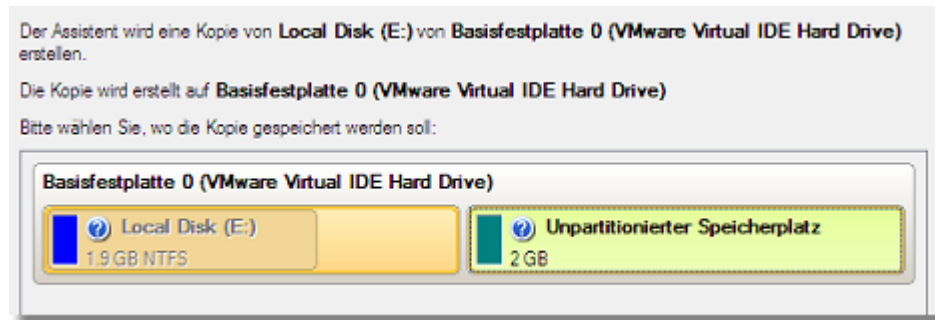 Der Assistent wird eine Kopie von Local Disk (E:) von Basisfestplatte 0 (VMware Virtual IDE Hard Drive)
erstellen.
Die Kopie wird erstellt auf Basisfestplatte 0 (VMware Virtual IDE Hard Drive)
Bitte wählen Sie, wo die Kopie gespeichert werden soll:
Basisfestplatte 0 (VMware Virtual IDE Hard Drive)
Local Disk (E:)
1.9 GB NTFS
Unpartitionierter Speicherplatz
2 GB